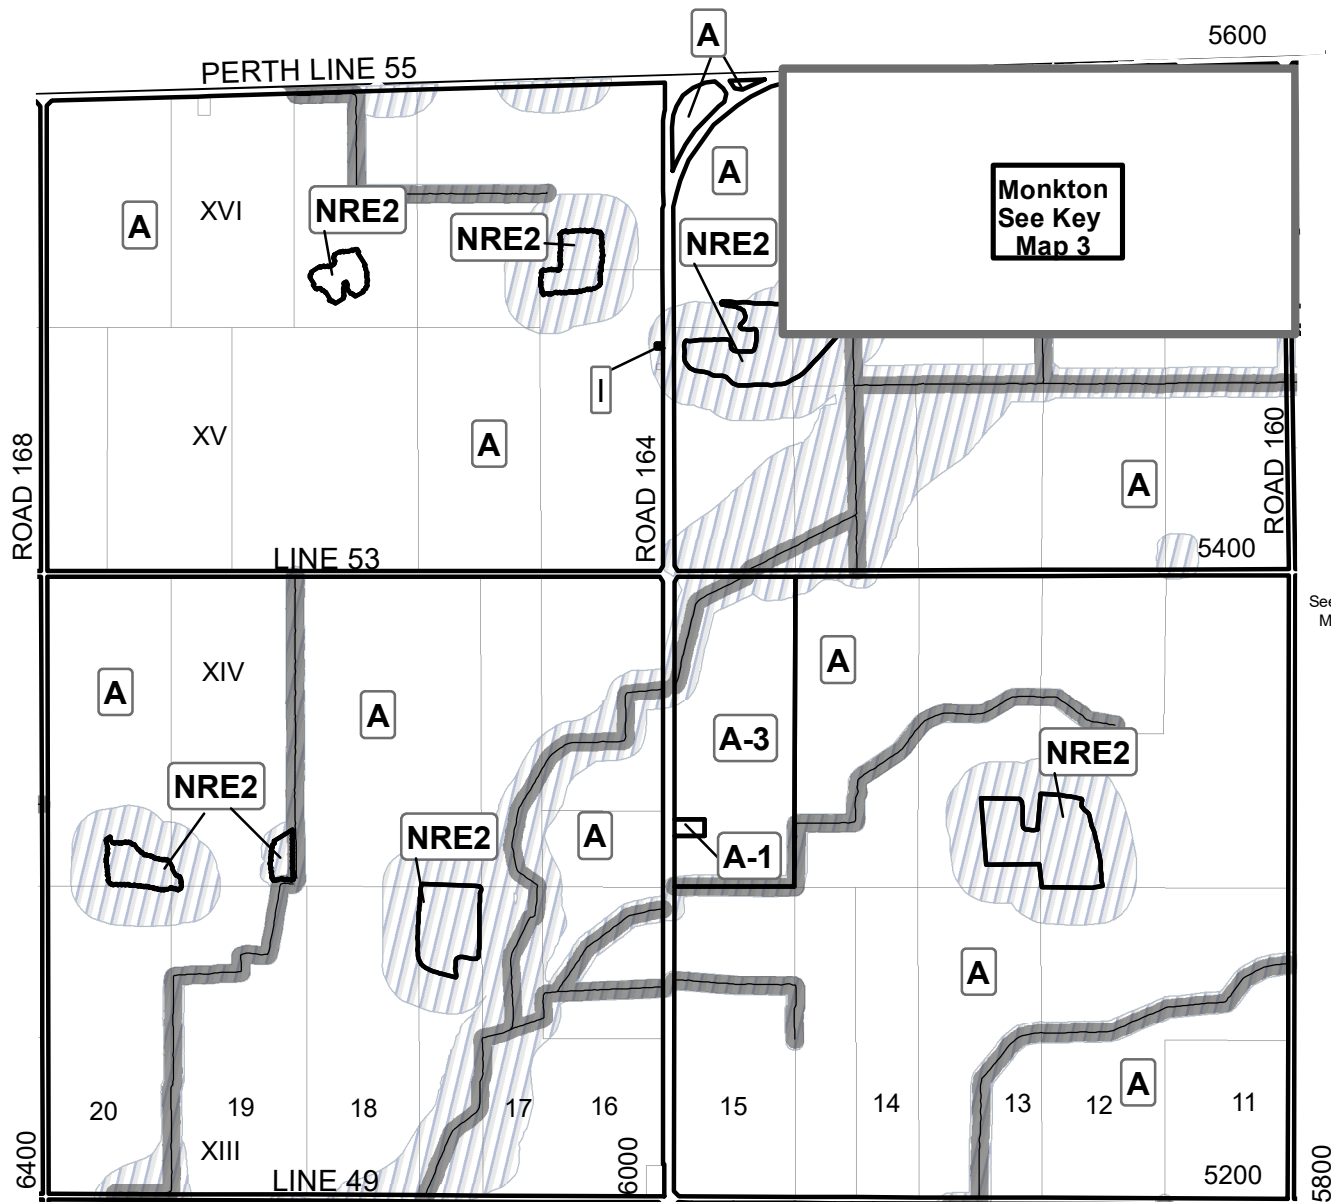 A
5600
PERTH LINE 55
A
A
XVI
NRE2
NRE2
NRE2
Monkton
See Key
Map 3
I
XV
A
A
ROAD 168
ROAD 164
ROAD 160
LINE 53
5400
See
M
A
XIV
A
A
A-3
NRE2
NRE2
NRE2
A
A-1
A
A
20
19
18
17
16
15
14
13
12
11
XIII
6400
LINE 49
6000
5200
5800